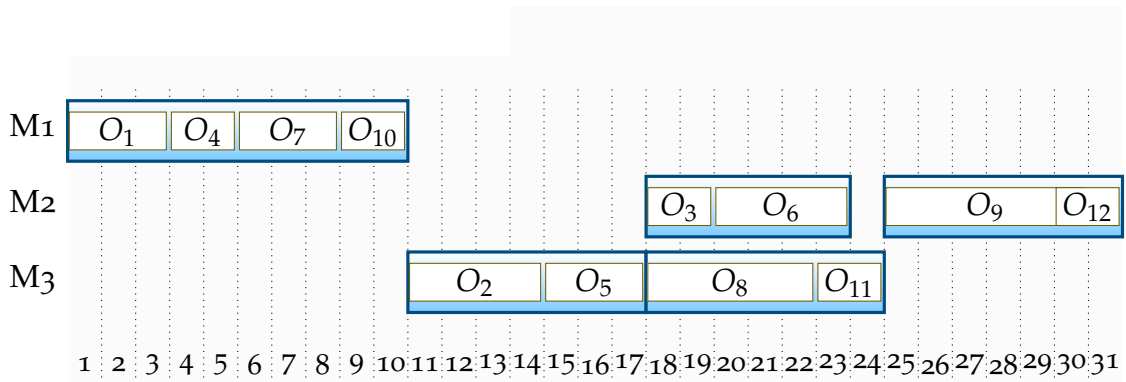 M1 O₁ O₄ O₇ O₁₀
M2 O₃ O₆ O₉ O₁₂
M3 O₂ O₅ O₈ O₁₁
1 2 3 4 5 6 7 8 9 10 11 12 13 14 15 16 17 18 19 20 21 22 23 24 25 26 27 28 29 30 31